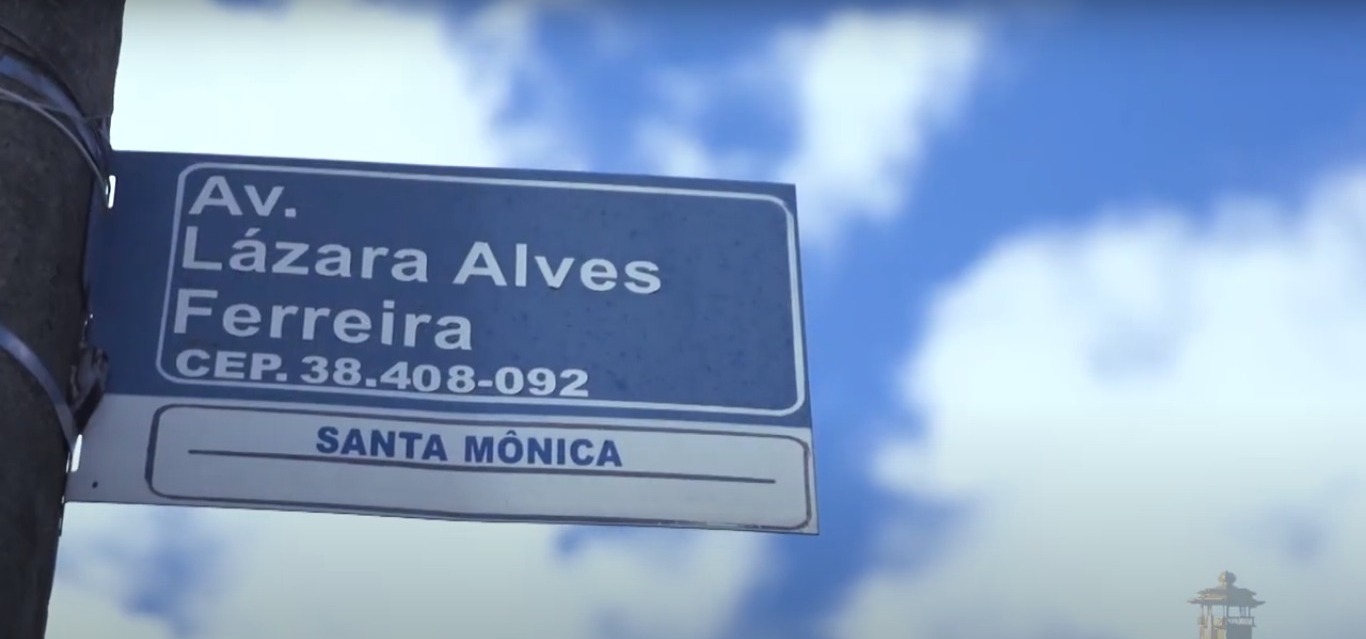 Av.
Lázara Alves
Ferreira
CEP. 38.408-092
SANTA MÔNICA